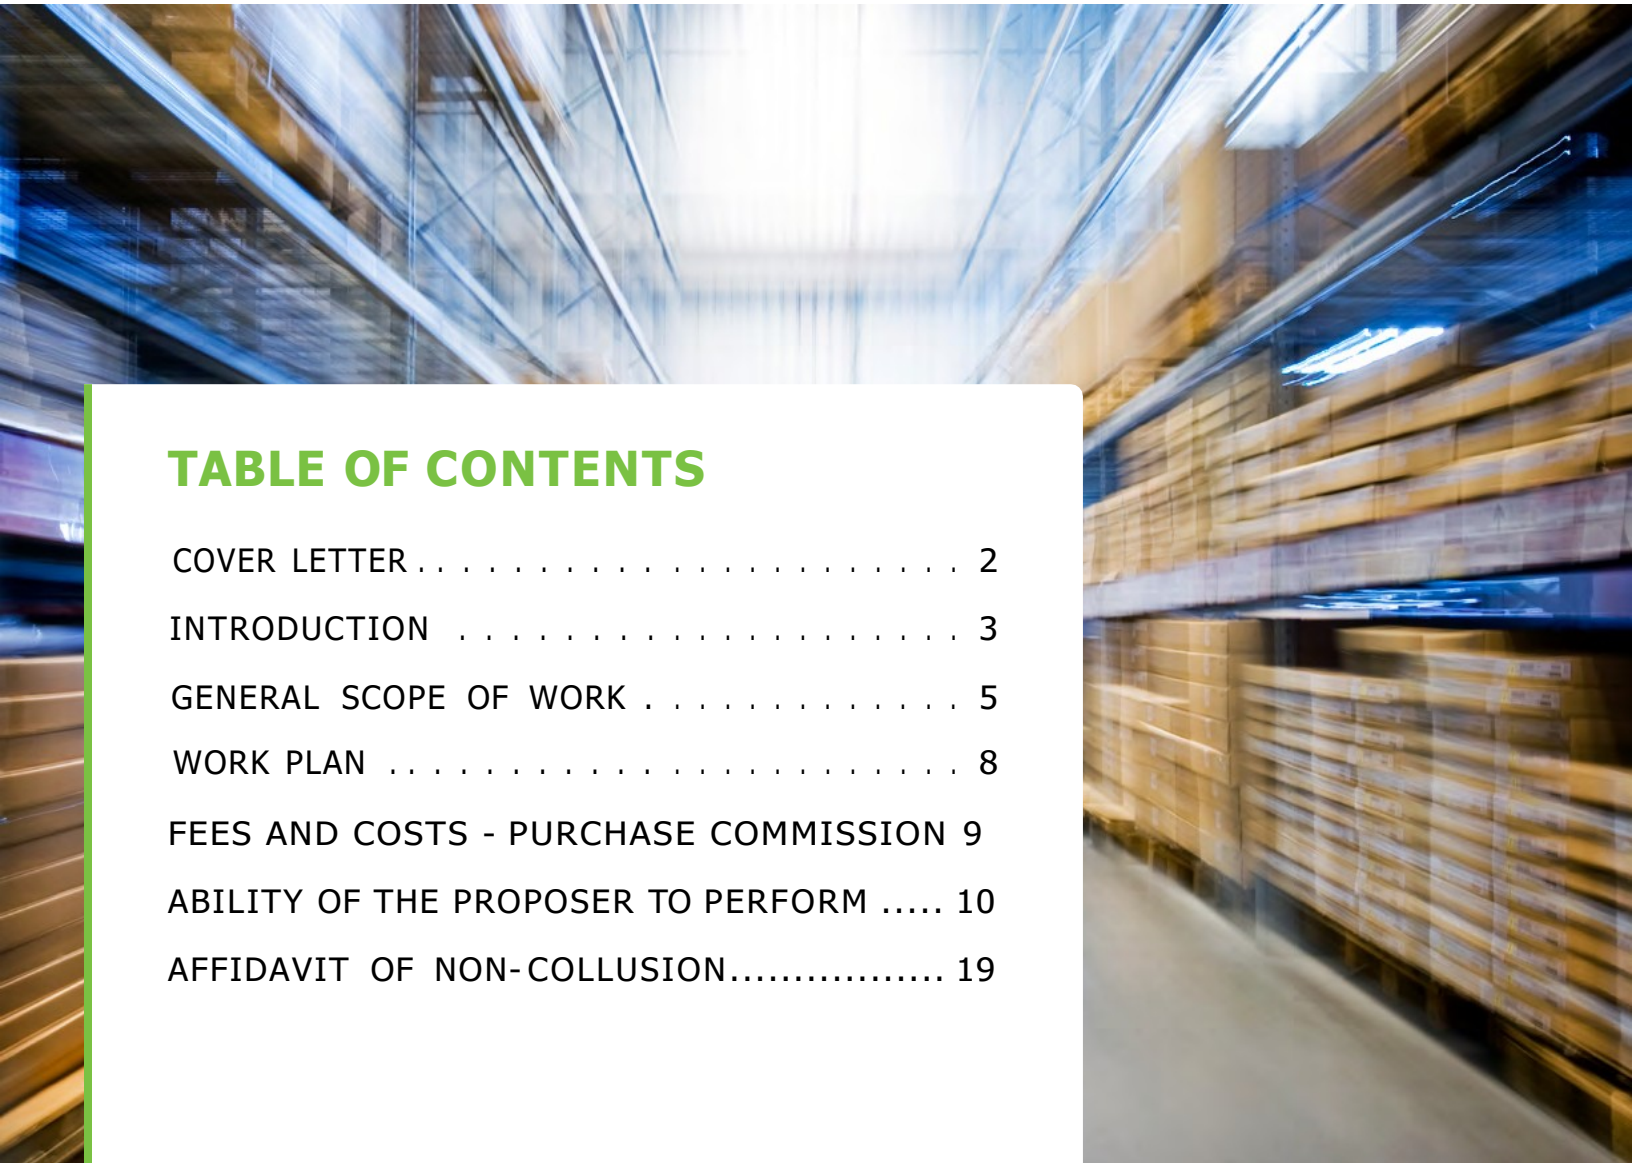 TABLE OF CONTENTS
COVER LETTER . . . . . . . . . . . . . . . . . . . . . . 2
INTRODUCTION . . . . . . . . . . . . . . . . . . . 3
GENERAL SCOPE OF WORK . . . . . . . . . . . . . 5
WORK PLAN . . . . . . . . . . . . . . . . . . . . . . . 8
FEES AND COSTS - PURCHASE COMMISSION 9
ABILITY OF THE PROPOSER TO PERFORM ..... 10
AFFIDAVIT OF NON-COLLUSION................. 19